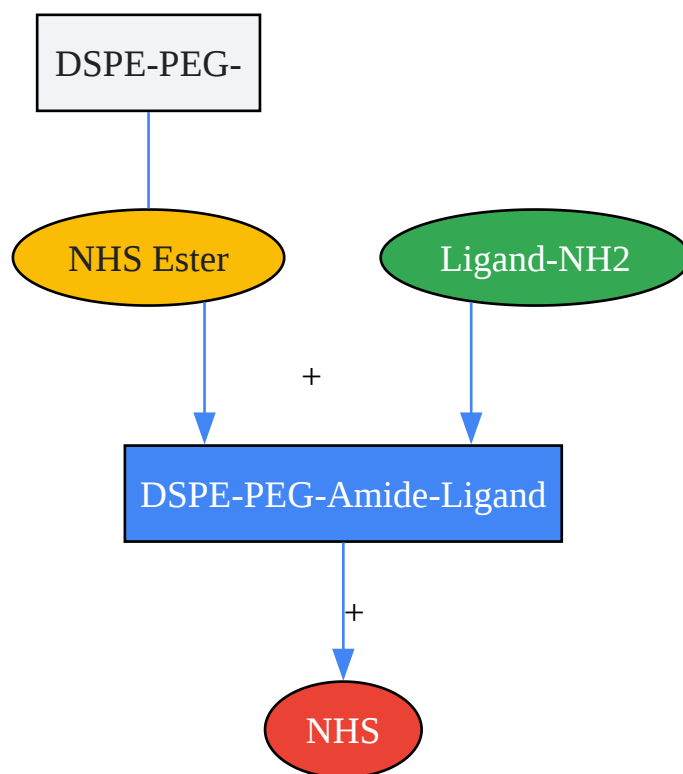 DSPE-PEG-
NHS Ester
Ligand-NH2
+
DSPE-PEG-Amide-Ligand
+
NHS